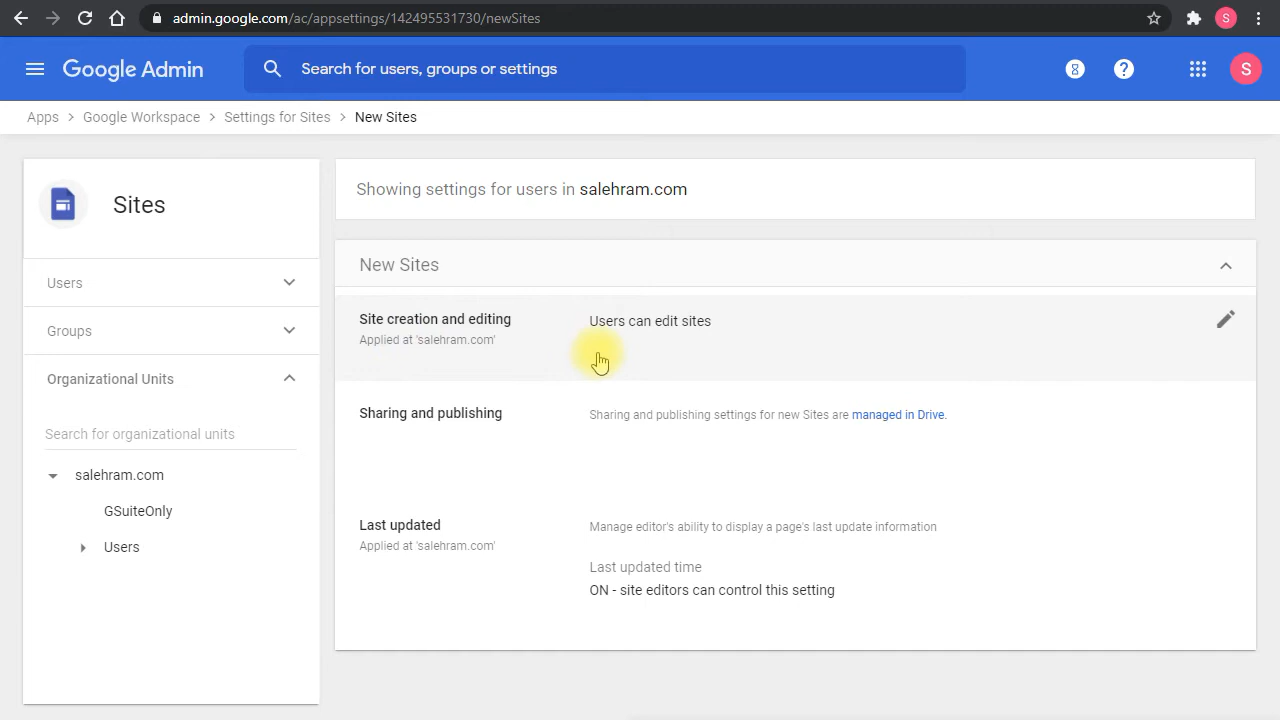 admin.google.com/ac/appsettings/142495531730/newSites
S
Google Admin
Search for users, groups or settings
S
Apps > Google Workspace > Settings for Sites > New Sites
Sites
Users
Groups
Organizational Units
Search for organizational units
salehram.com
GSuiteOnly
Users
Showing settings for users in salehram.com
New Sites
Site creation and editing
Applied at 'salehram.com'
Users can edit sites
Sharing and publishing
Sharing and publishing settings for new Sites are managed in Drive.
Last updated
Applied at 'salehram.com'
Manage editor's ability to display a page's last update information
Last updated time
ON - site editors can control this setting